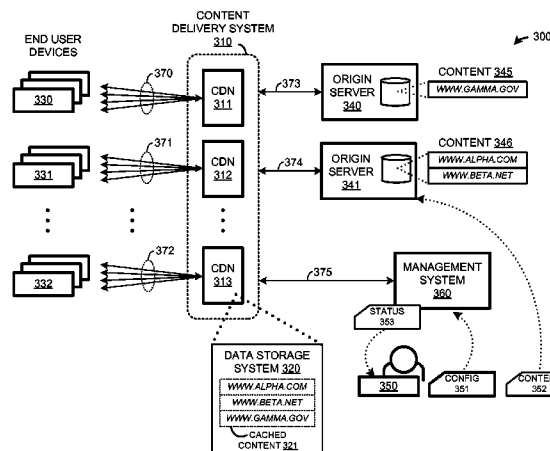 CONTENT
DELIVERY SYSTEM
310
END USER
DEVICES
300
370
330
CDN
311
373
ORIGIN
SERVER
340
CONTENT 345
WWW.GAMMA.GOV
371
331
CDN
312
374
ORIGIN
SERVER
341
CONTENT 346
WWW.ALPHA.COM
WWW.BETA.NET
372
332
CDN
313
375
MANAGEMENT
SYSTEM
360
STATUS
353
350
CONFIG
351
352
DATA STORAGE
SYSTEM 320
WWW.ALPHA.COM
WWW.BETA.NET
WWW.GAMMA.GOV
CACHED
CONTENT 321